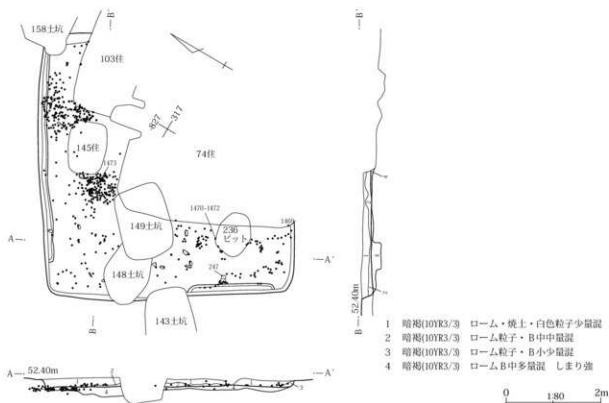 158土坑
B
B'
103住
827
317
145住
1473
74住
1470-1472
1469
236
ピット
149土坑
A
A'
247
148土坑
B
143土坑
52.40m
A
52.40m
A'
2
3
4
1 暗褐(10YR3/3) ローム・焼土・白色粒子少量混
2 暗褐(10YR3/3) ローム粒子・B中中量混
3 暗褐(10YR3/3) ローム粒子・B小少量混
4 暗褐(10YR3/3) ロームB中多量混 しまり強
0 1:80 2m